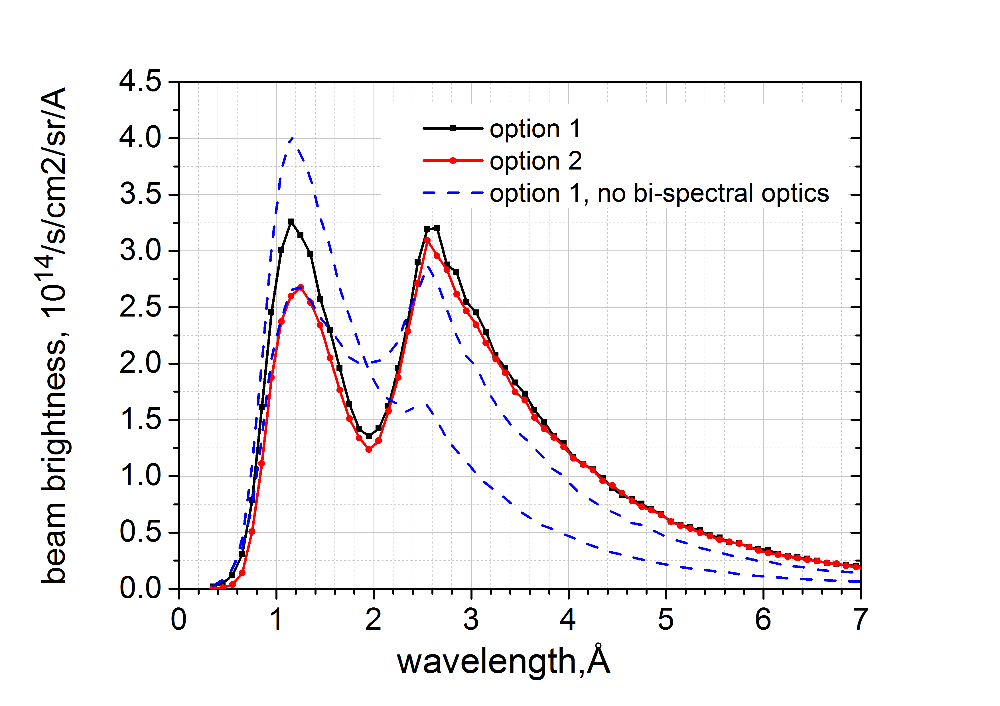 beam brightness, 10^14/s/cm2/sr/A
4.5
4.0
3.5
3.0
2.5
2.0
1.5
1.0
0.5
0.0
option 1
option 2
option 1, no bi-spectral optics
0 1 2 3 4 5 6 7
wavelength,Å